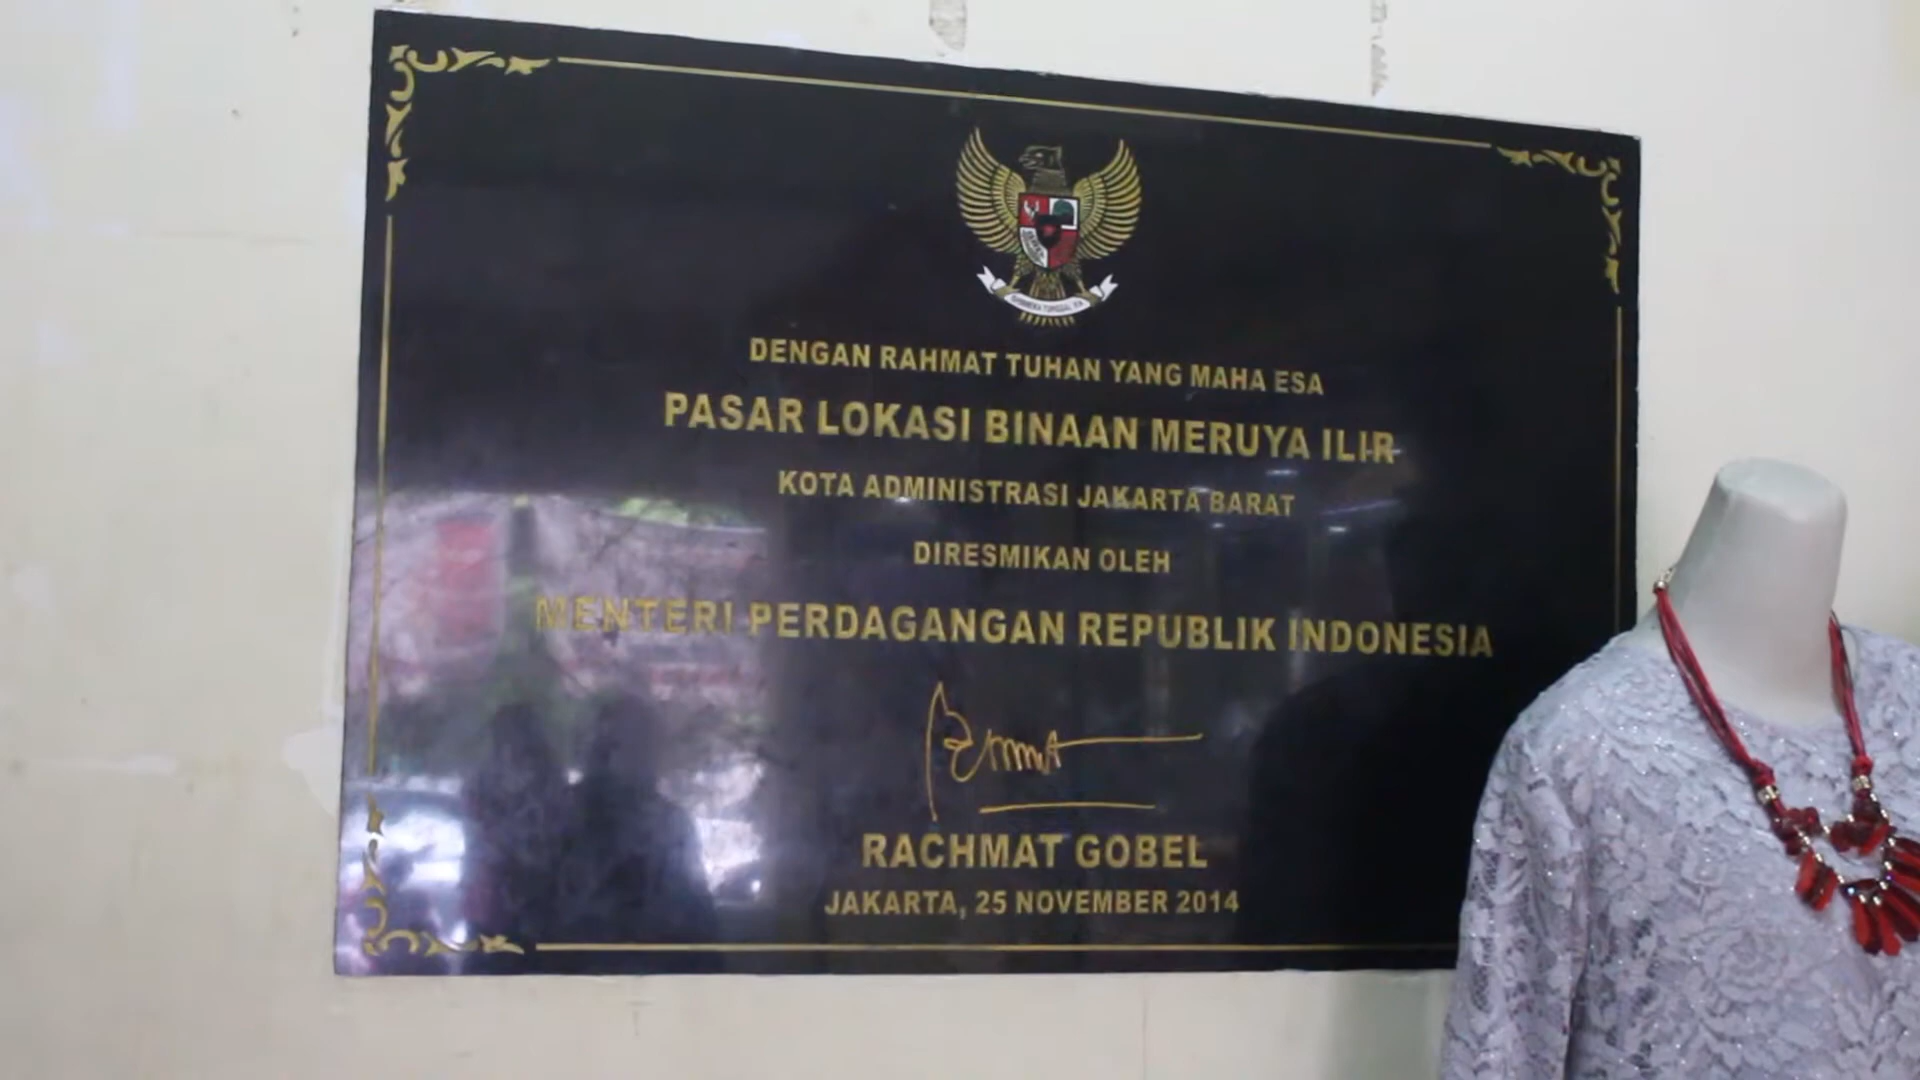 DENGAN RAHMAT TUHAN YANG MAHA ESA
PASAR LOKASI BINAAN MERUYA ILIR
KOTA ADMINISTRASI JAKARTA BARAT
DIRESMIKAN OLEH
MENTERI PERDAGANGAN REPUBLIK INDONESIA
RACHMAT GOBEL
JAKARTA, 25 NOVEMBER 2014